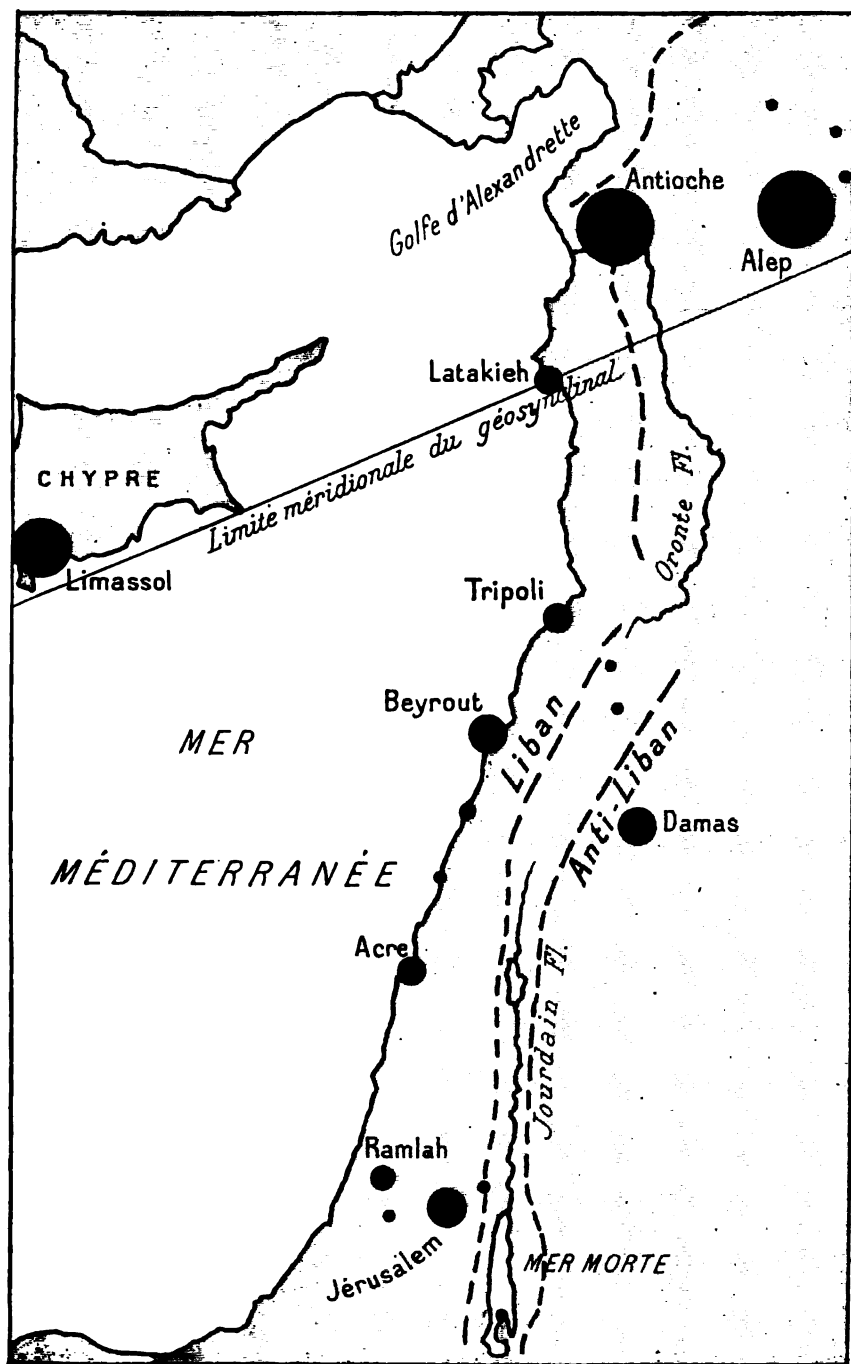 Golfe d'Alexandrette
Antioche
Alep
Latakieh
Limite méridionale du géosynclinal
CHYPRE
Oronte Fl.
Limassol
Tripoli
Beyrout
Liban
MER
Anti-Liban
Damas
MÉDITERRANÉE
Acre
Jourdain Fl.
Ramlah
Jérusalem
MER MORTE